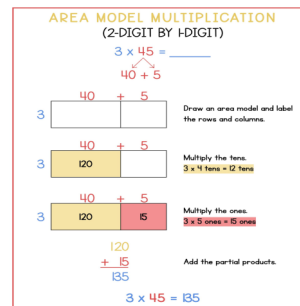 AREA MODEL MULTIPLICATION
(2-DIGIT BY 1-DIGIT)
3 x 45 = ______
40 + 5
40 + 5
3
Draw an area model and label
the rows and columns.
40 + 5
3 120
Multiply the tens.
3 x 4 tens = 12 tens
40 + 5
3 120 15
Multiply the ones.
3 x 5 ones = 15 ones
120
+ 15
135
Add the partial products.
3 x 45 = 135